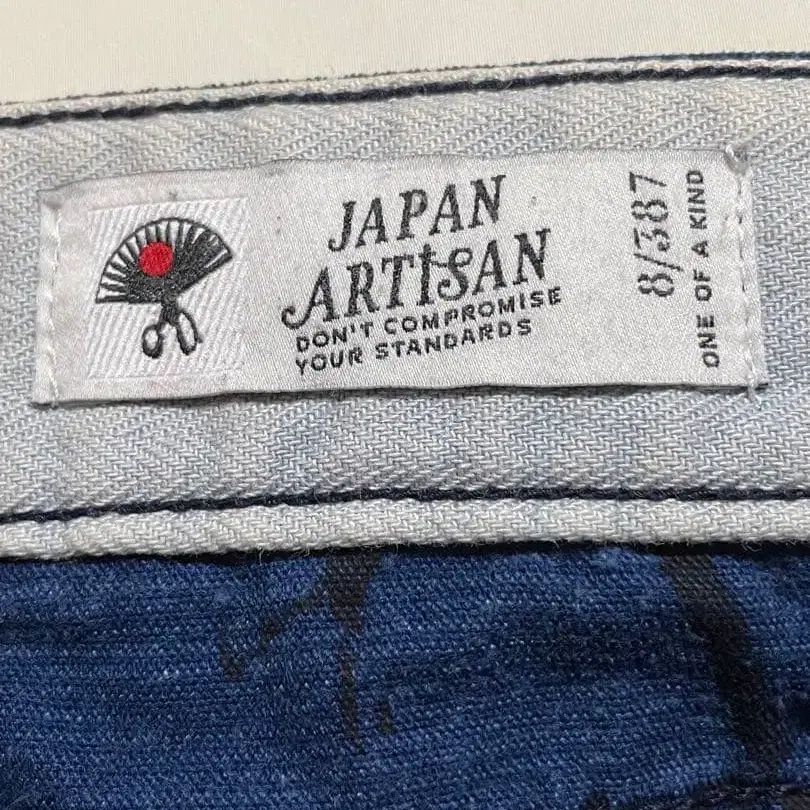 JAPAN
ARTISAN
DON'T COMPROMISE
YOUR STANDARDS
8/387
ONE OF A KIND